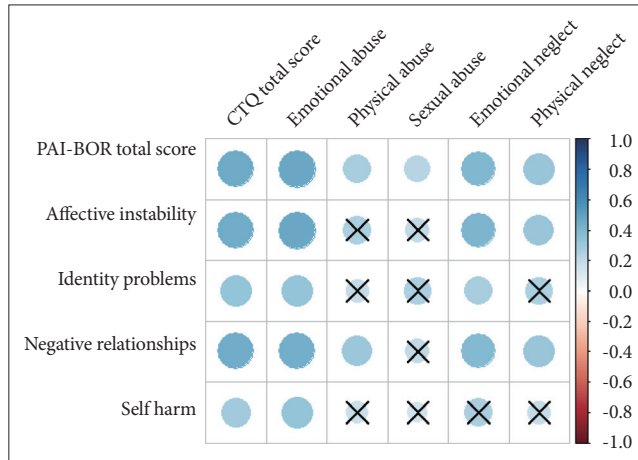 CTQ total score
Emotional abuse
Physical abuse
Sexual abuse
Emotional neglect
Physical neglect
PAI-BOR total score
Affective instability
Identity problems
Negative relationships
Self harm
1.0
0.8
0.6
0.4
0.2
0.0
-0.2
-0.4
-0.6
-0.8
-1.0